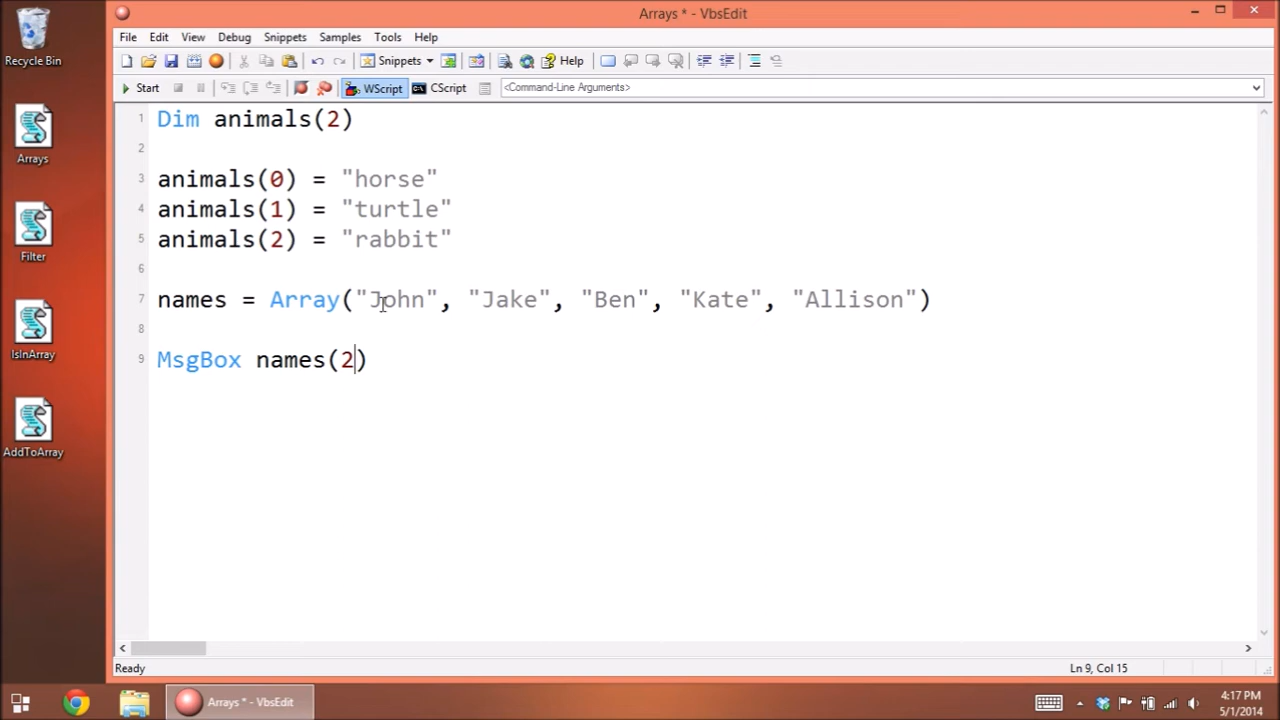 Arrays * - VbsEdit
Recycle Bin
Arrays
Filter
IsInArray
AddToArray
File Edit View Debug Snippets Samples Tools Help
Snippets Help
Start WScript CScript <Command-Line Arguments>
1 Dim animals(2)
2
3 animals(0) = "horse"
4 animals(1) = "turtle"
5 animals(2) = "rabbit"
6
7 names = Array("John", "Jake", "Ben", "Kate", "Allison")
8
9 MsgBox names(2)
Ready Ln 9, Col 15
Arrays * - VbsEdit
4:17 PM
5/1/2014